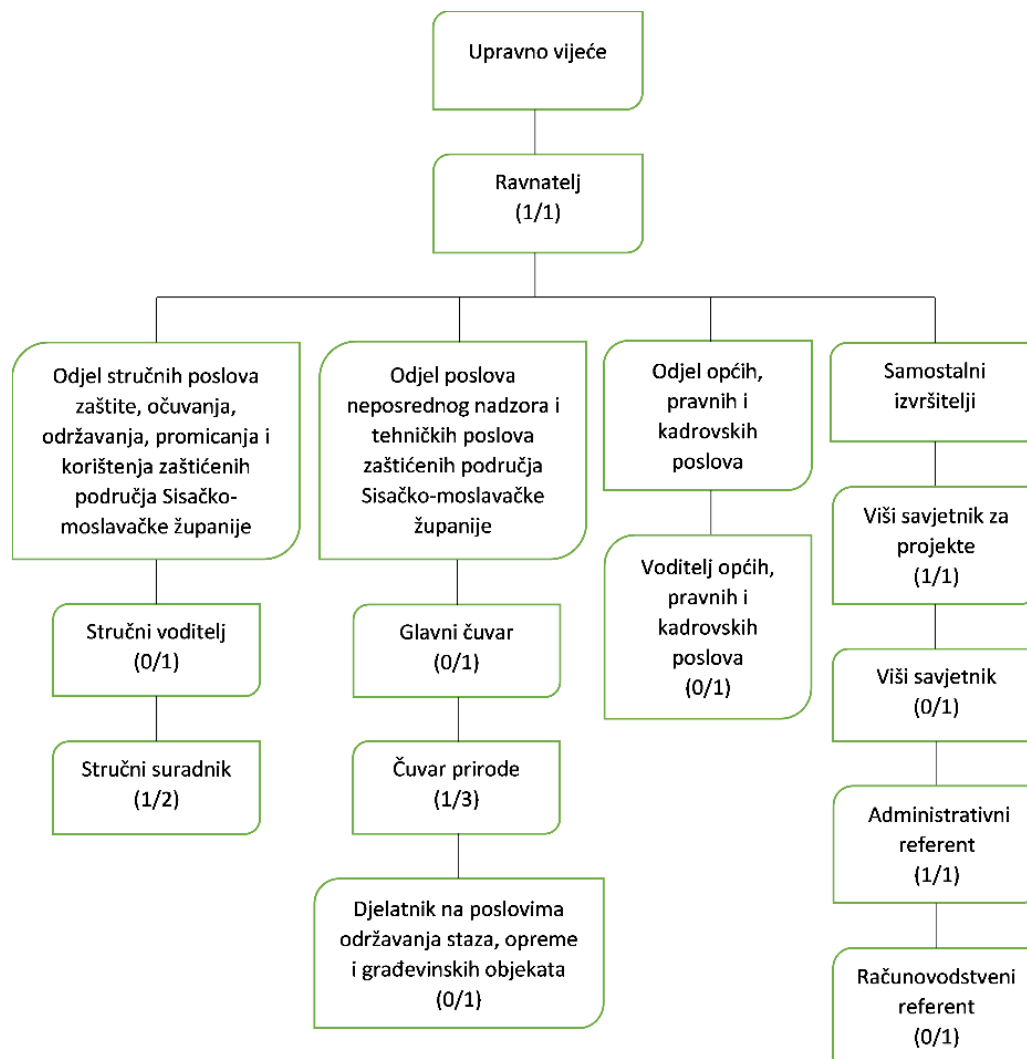 Upravno vijeće
Ravnatelj
(1/1)
Odjel stručnih poslova
zaštite, očuvanja,
održavanja, promicanja i
korištenja zaštićenih
područja Sisačko-
moslavačke županije
Stručni voditelj
(0/1)
Stručni suradnik
(1/2)
Odjel poslova
neposrednog nadzora i
tehničkih poslova
zaštićenih područja
Sisačko-moslavačke
županije
Glavni čuvar
(0/1)
Čuvar prirode
(1/3)
Djelatnik na poslovima
održavanja staza, opreme
i građevinskih objekata
(0/1)
Odjel općih,
pravnih i
kadrovskih
poslova
Voditelj općih,
pravnih i
kadrovskih
poslova
(0/1)
Samostalni
izvršitelji
Viši savjetnik za
projekte
(1/1)
Viši savjetnik
(0/1)
Administrativni
referent
(1/1)
Računovodstveni
referent
(0/1)